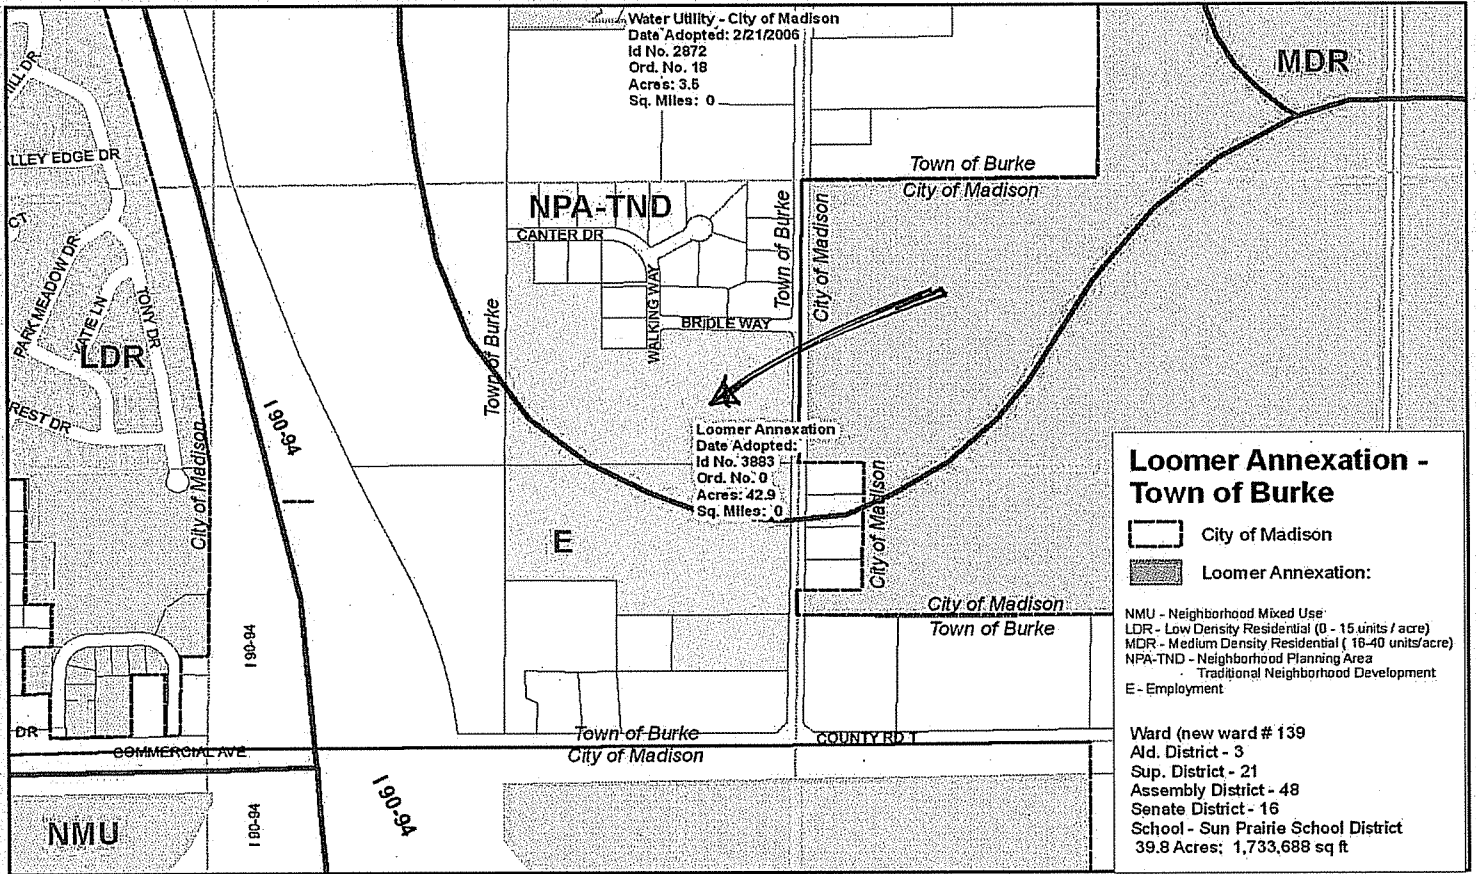 Water Utility - City of Madison
Date Adopted: 2/21/2006
Id No. 2872
Ord. No. 18
Acres: 3.5
Sq. Miles: 0
MDR
ILL DR
LLEY EDGE DR
CT
PARK MEADOW DR
KATIE LN
TONY DR
LDR
REST DR
City of Madison
I 90-94
Town of Burke
City of Madison
NPA-TND
CANTER DR
WALKING WAY
BRIDLE WAY
Town of Burke
City of Madison
Town of Burke
Loomer Annexation
Date Adopted:
Id No. 3883
Ord. No. 0
Acres: 42.9
Sq. Miles: 0
E
City of Madison
City of Madison
Town of Burke
I 90-94
DR
COMMERCIAL AVE
Town of Burke
City of Madison
COUNTY RD T
NMU
I 90-94
I 90-94
Loomer Annexation -
Town of Burke
City of Madison
Loomer Annexation:
NMU - Neighborhood Mixed Use
LDR - Low Density Residential (0 - 15 units / acre)
MDR - Medium Density Residential ( 16-40 units/acre)
NPA-TND - Neighborhood Planning Area
Traditional Neighborhood Development
E - Employment
Ward (new ward # 139
Ald. District - 3
Sup. District - 21
Assembly District - 48
Senate District - 16
School - Sun Prairie School District
39.8 Acres; 1,733,688 sq ft